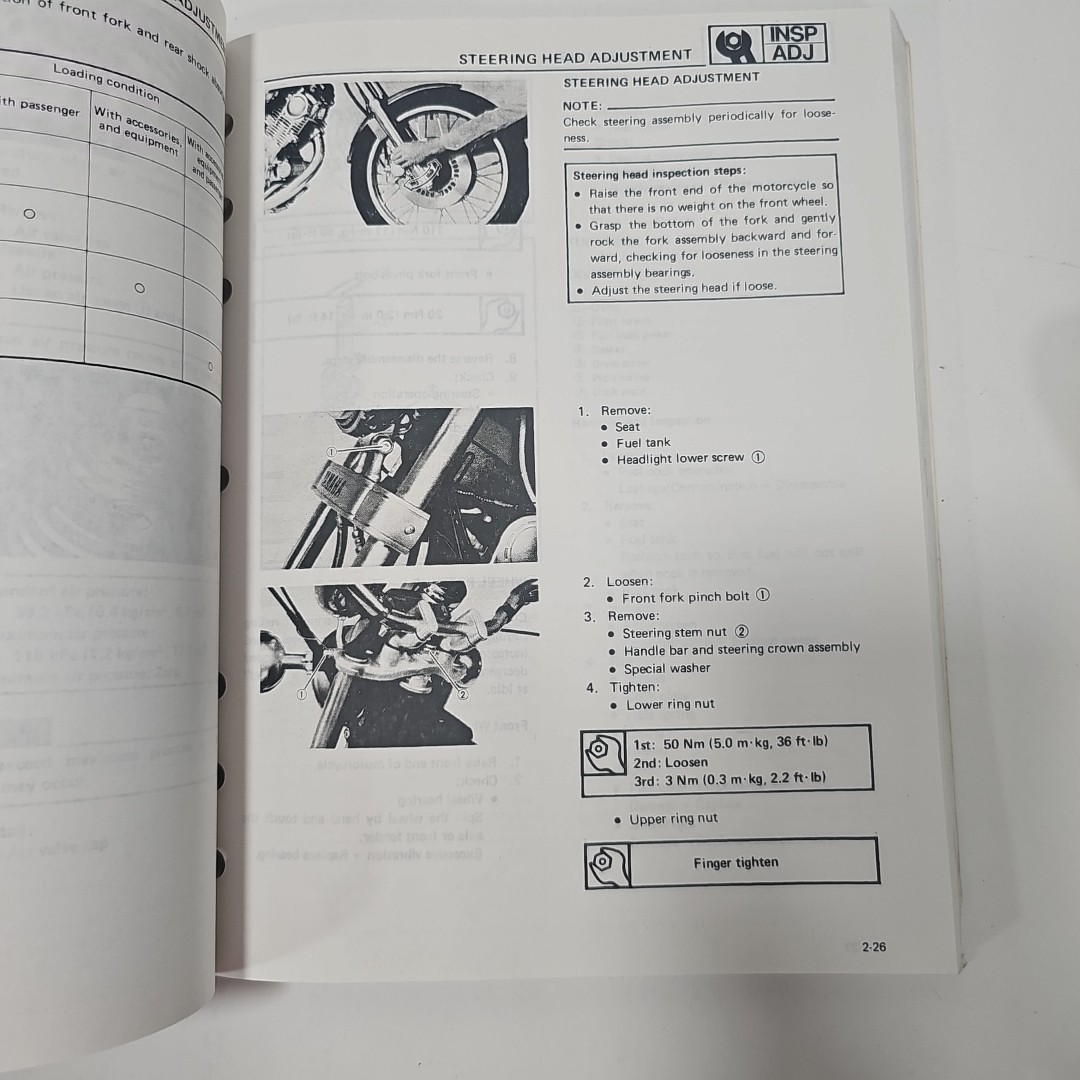 of front fork and rear shock
Loading condition
passenger
With accessories,
and equipment
STEERING HEAD ADJUSTMENT
INSP
ADJ
STEERING HEAD ADJUSTMENT
NOTE:
Check steering assembly periodically for loose-
ness.
Steering head inspection steps:
• Raise the front end of the motorcycle so
that there is no weight on the front wheel.
• Grasp the bottom of the fork and gently
rock the fork assembly backward and for-
ward, checking for looseness in the steering
assembly bearings.
• Adjust the steering head if loose.
1. Remove:
• Seat
• Fuel tank
• Headlight lower screw ①
①
2. Loosen:
• Front fork pinch bolt ①
3. Remove:
• Steering stem nut ②
• Handle bar and steering crown assembly
• Special washer
4. Tighten:
• Lower ring nut
① ②
1st: 50 Nm (5.0 m·kg, 36 ft·lb)
2nd: Loosen
3rd: 3 Nm (0.3 m·kg, 2.2 ft·lb)
• Upper ring nut
Finger tighten
2-26